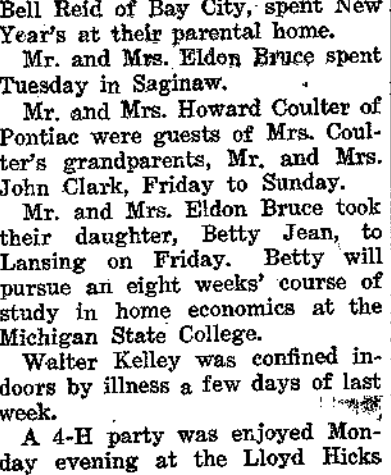 Bell Reid of Bay City, spent New
Year's at their parental home.
Mr. and Mrs. Eldon Bruce spent
Tuesday in Saginaw.
Mr. and Mrs. Howard Coulter of
Pontiac were guests of Mrs. Coul-
ter's grandparents, Mr. and Mrs.
John Clark, Friday to Sunday.
Mr. and Mrs. Eldon Bruce took
their daughter, Betty Jean, to
Lansing on Friday. Betty will
pursue an eight weeks' course of
study in home economics at the
Michigan State College.
Walter Kelley was confined in-
doors by illness a few days of last
week.
A 4-H party was enjoyed Mon-
day evening at the Lloyd Hicks